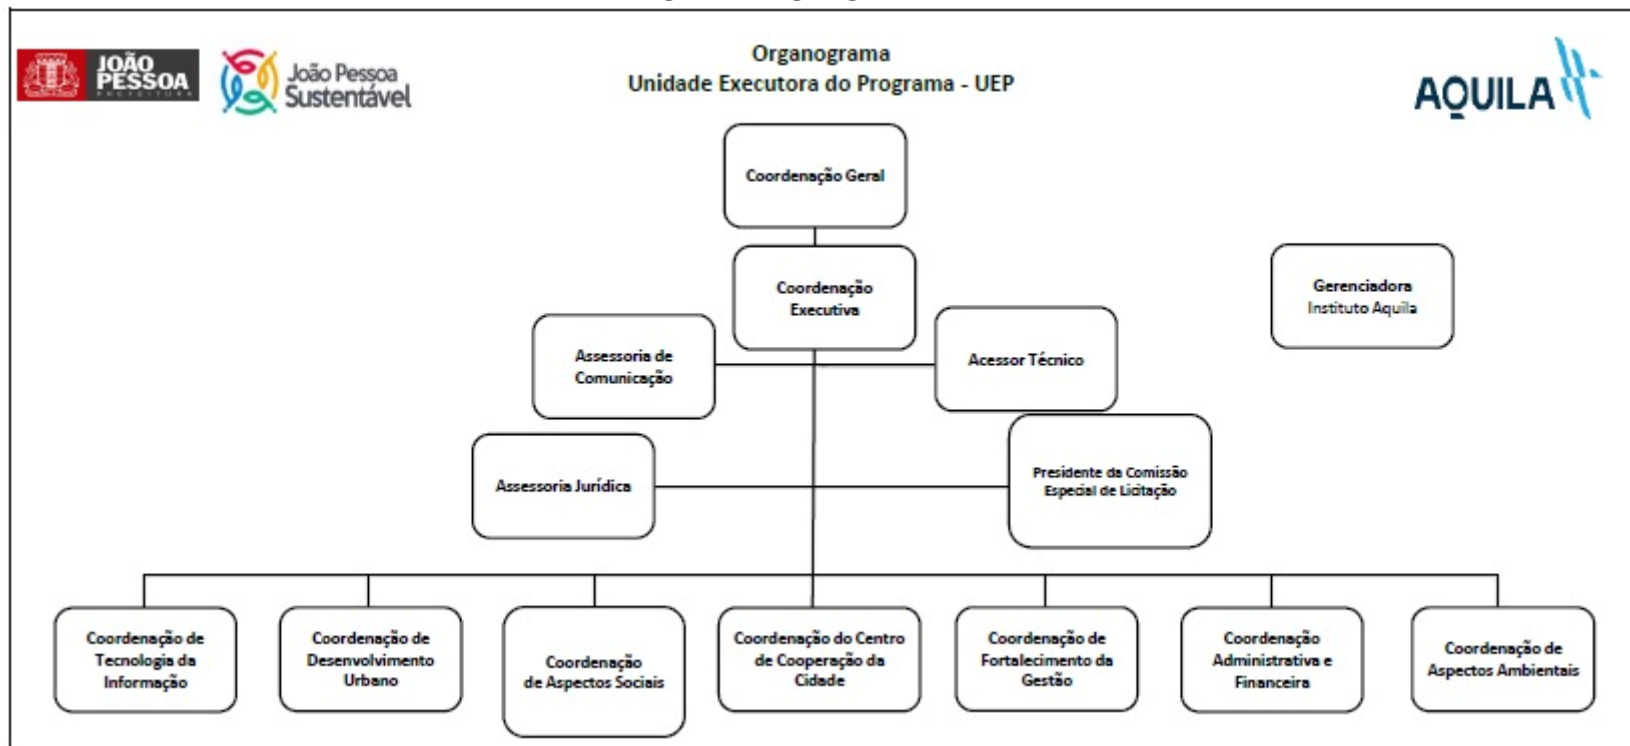 JOÃO
PESSOA
PREFEITURA
João Pessoa
Sustentável
Organograma
Unidade Executora do Programa - UEP
AQUILA
Coordenação Geral
Coordenação
Executiva
Gerenciadora
Instituto Aquila
Assessoria de
Comunicação
Acessor Técnico
Assessoria Jurídica
Presidente da Comissão
Especial de Licitação
Coordenação de
Tecnologia da
Informação
Coordenação de
Desenvolvimento
Urbano
Coordenação
de Aspectos Sociais
Coordenação do Centro
de Cooperação da
Cidade
Coordenação de
Fortalecimento da
Gestão
Coordenação
Administrativa e
Financeira
Coordenação de
Aspectos Ambientais